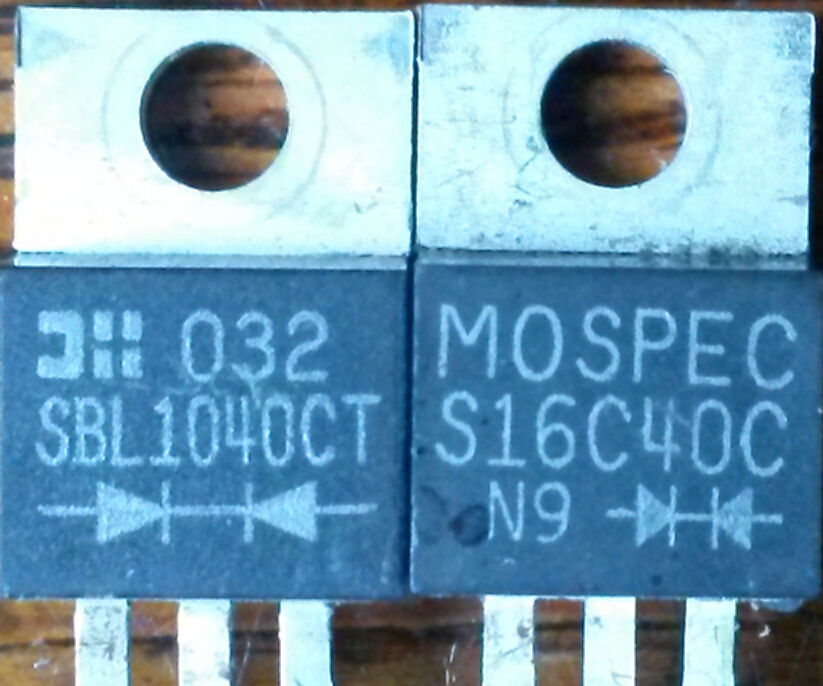 032
SBL1040CT
MOSPEC
S16C40C
N9